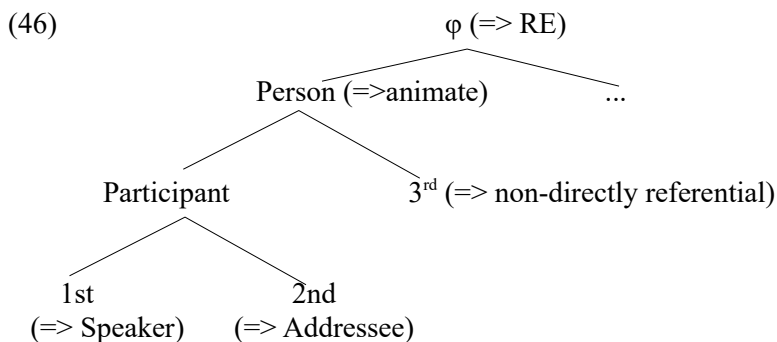 (46) φ (=> RE)
Person (=>animate) ...
Participant 3rd (=> non-directly referential)
1st 2nd
(=> Speaker) (=> Addressee)